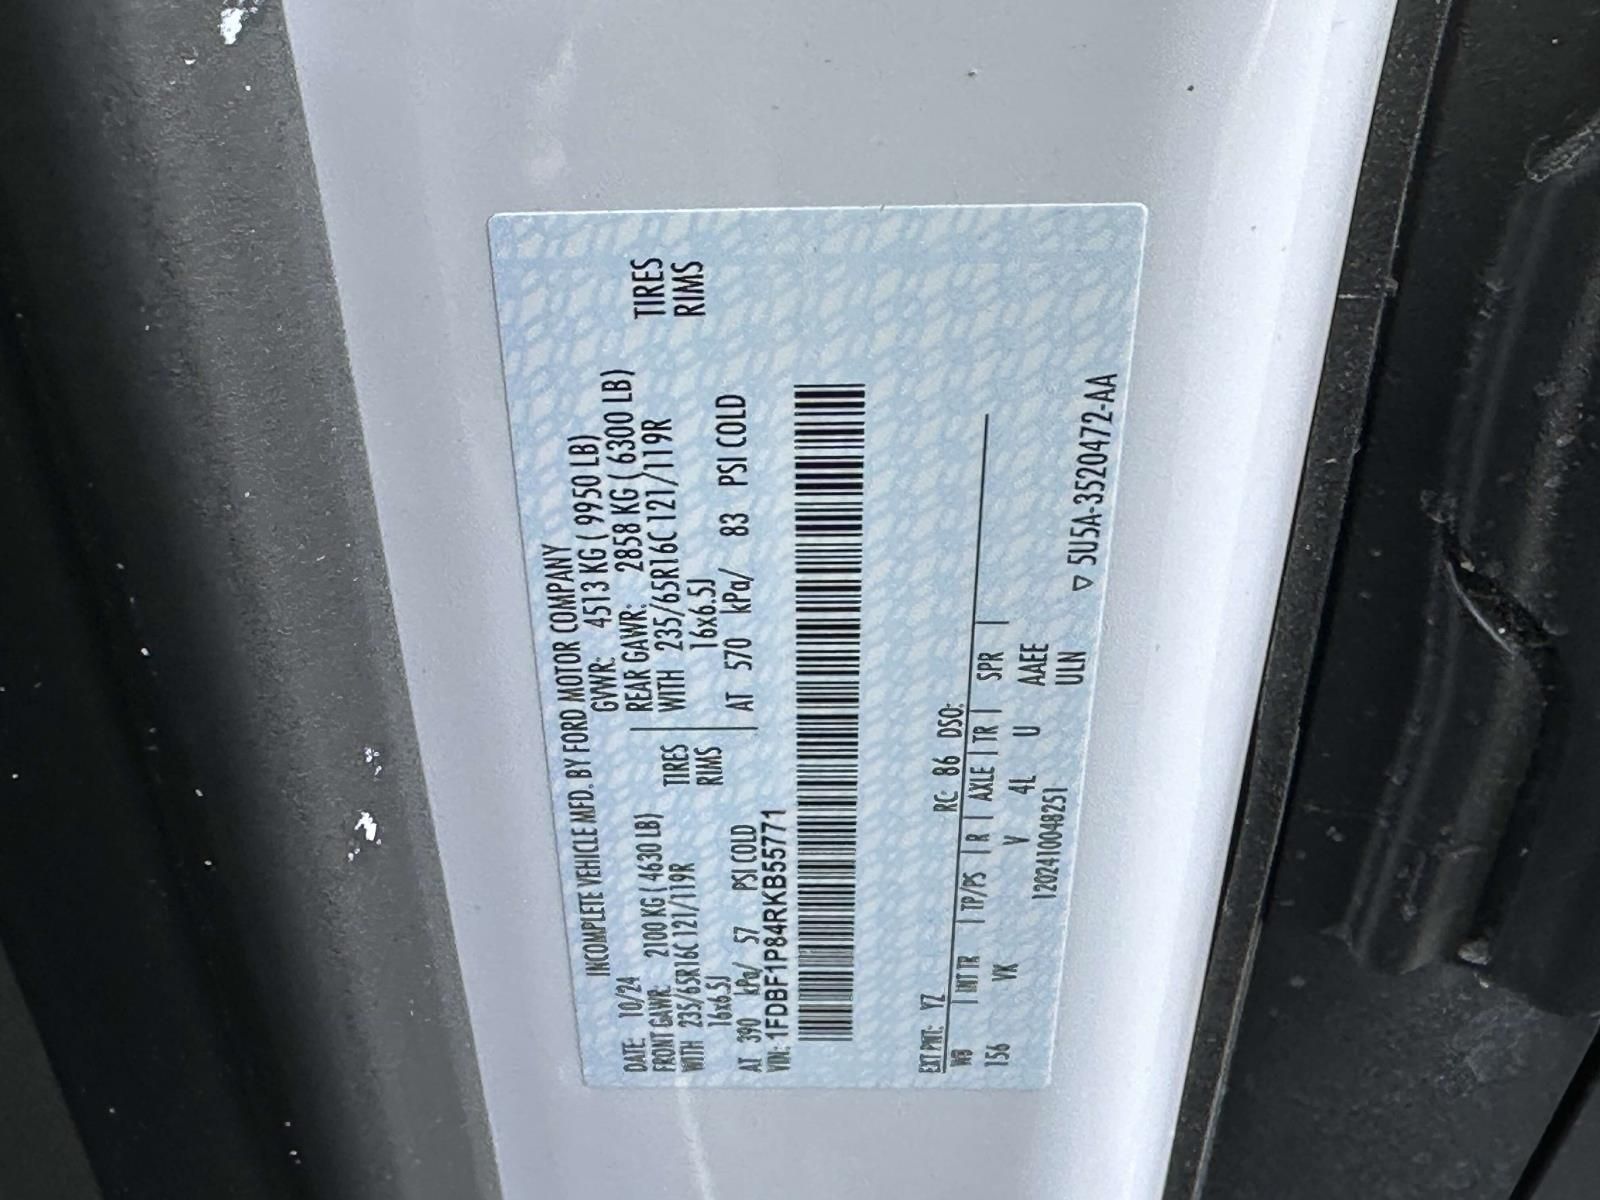 INCOMPLETE VEHICLE MFD. BY FORD MOTOR COMPANY
DATE: 10/24 GVWR: 4513 KG ( 9950 LB)
FRONT GAWR: 2100 KG ( 4630 LB) REAR GAWR: 2858 KG ( 6300 LB)
WITH 235/65R16C 121/119R TIRES WITH 235/65R16C 121/119R TIRES
16x6.5J RIMS 16x6.5J RIMS
AT 390 kPa/ 57 PSI COLD AT 570 kPa/ 83 PSI COLD
VIN: 1FDBF1P84RKB55771
EXT PNT: YZ RC: 86 DSO:
WB | INT TR | TP/PS | R | AXLE | TR | SPR |
156 VK V 4L U AAEE
120241004B251 ULN
▽ 5U5A-3520472-AA